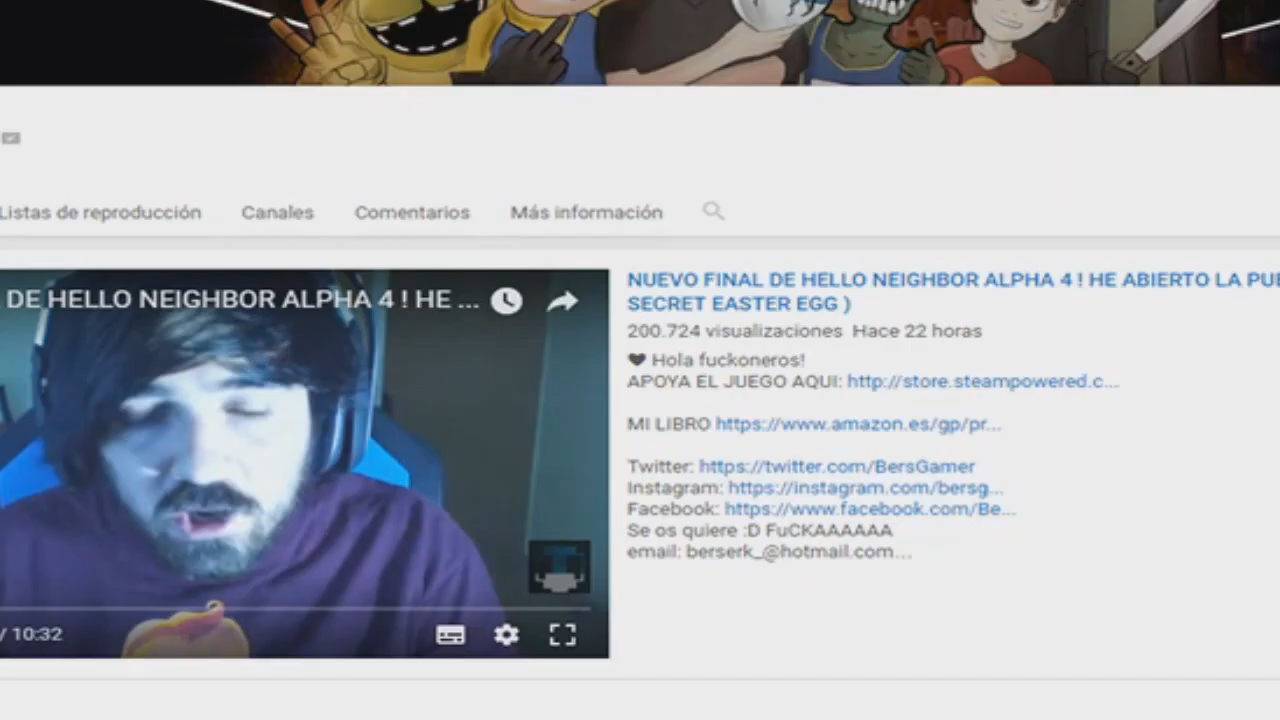 Listas de reproducción Canales Comentarios Más información
DE HELLO NEIGHBOR ALPHA 4 ! HE ...
/ 10:32
NUEVO FINAL DE HELLO NEIGHBOR ALPHA 4 ! HE ABIERTO LA PUE
SECRET EASTER EGG )
200.724 visualizaciones Hace 22 horas
❤ Hola fuckoneros!
APOYA EL JUEGO AQUI: http://store.steampowered.c...
MI LIBRO https://www.amazon.es/gp/pr...
Twitter: https://twitter.com/BersGamer
Instagram: https://instagram.com/bersg...
Facebook: https://www.facebook.com/Be...
Se os quiere :D FuCKAAAAAA
email: berserk_@hotmail.com...